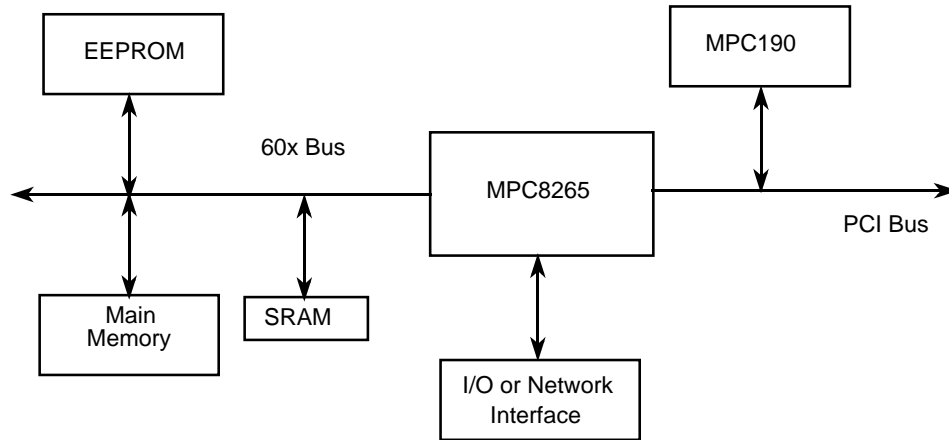 EEPROM
MPC190
60x Bus
MPC8265
PCI Bus
Main
Memory
SRAM
I/O or Network
Interface